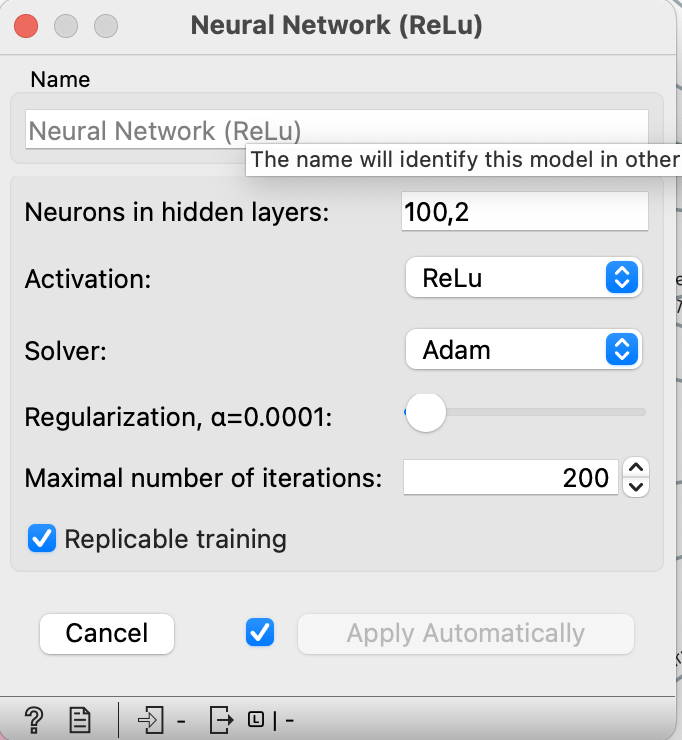 Neural Network (ReLu)
Name
Neural Network (ReLu)
The name will identify this model in other
Neurons in hidden layers: 100,2
Activation: ReLu
Solver: Adam
Regularization, α=0.0001:
Maximal number of iterations: 200
Replicable training
Cancel Apply Automatically
? - L | -